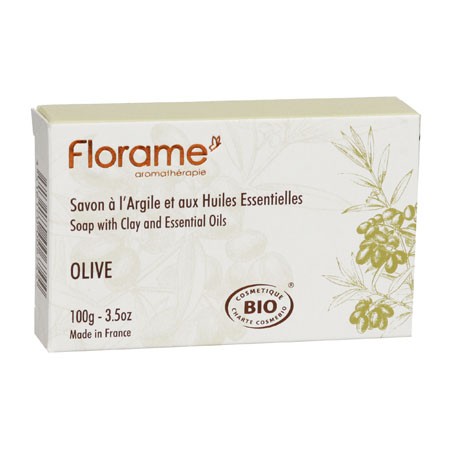 Florame
aromathérapie
Savon à l'Argile et aux Huiles Essentielles
Soap with Clay and Essential Oils
OLIVE
COSMETIQUE
BIO
CHARTE COSMEBIO
®
100g - 3.5oz
Made in France